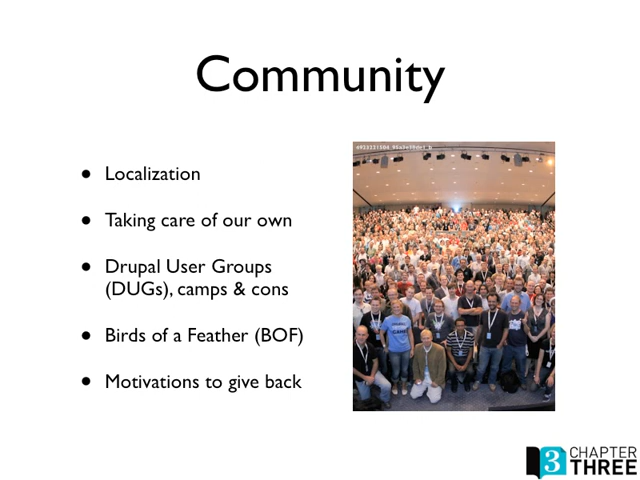 Community
• Localization
• Taking care of our own
• Drupal User Groups
(DUGs), camps & cons
• Birds of a Feather (BOF)
• Motivations to give back
3 CHAPTER
THREE